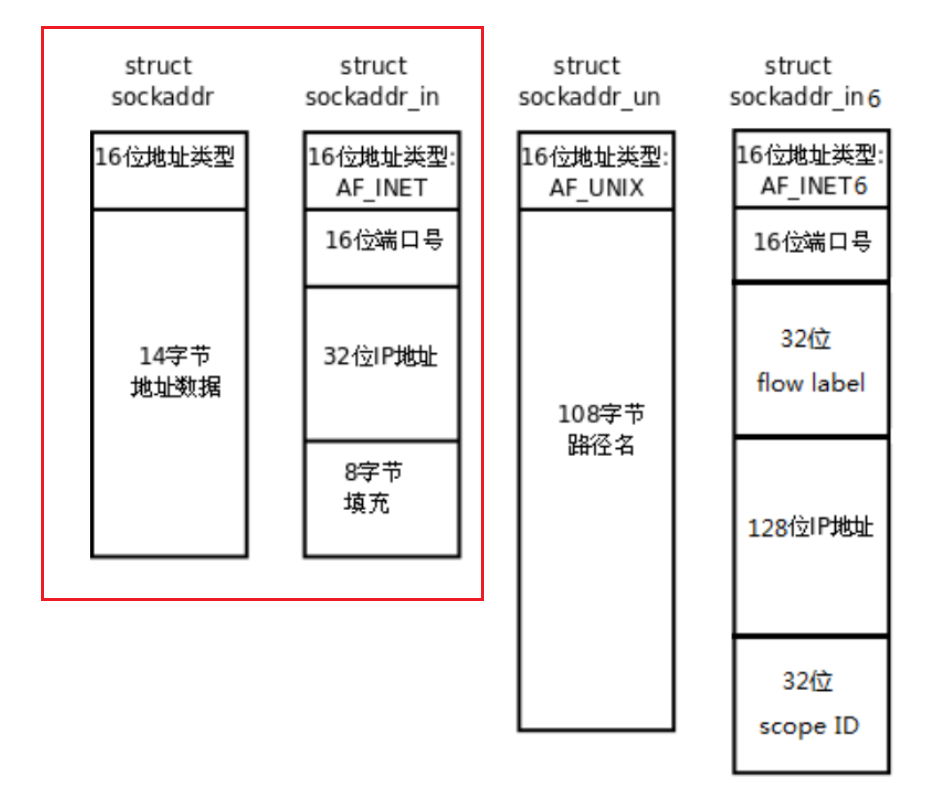 struct
sockaddr
16位地址类型
14字节
地址数据
struct
sockaddr_in
16位地址类型:
AF_INET
16位端口号
32位IP地址
8字节
填充
struct
sockaddr_un
16位地址类型:
AF_UNIX
108字节
路径名
struct
sockaddr_in6
16位地址类型:
AF_INET6
16位端口号
32位
flow label
128位IP地址
32位
scope ID